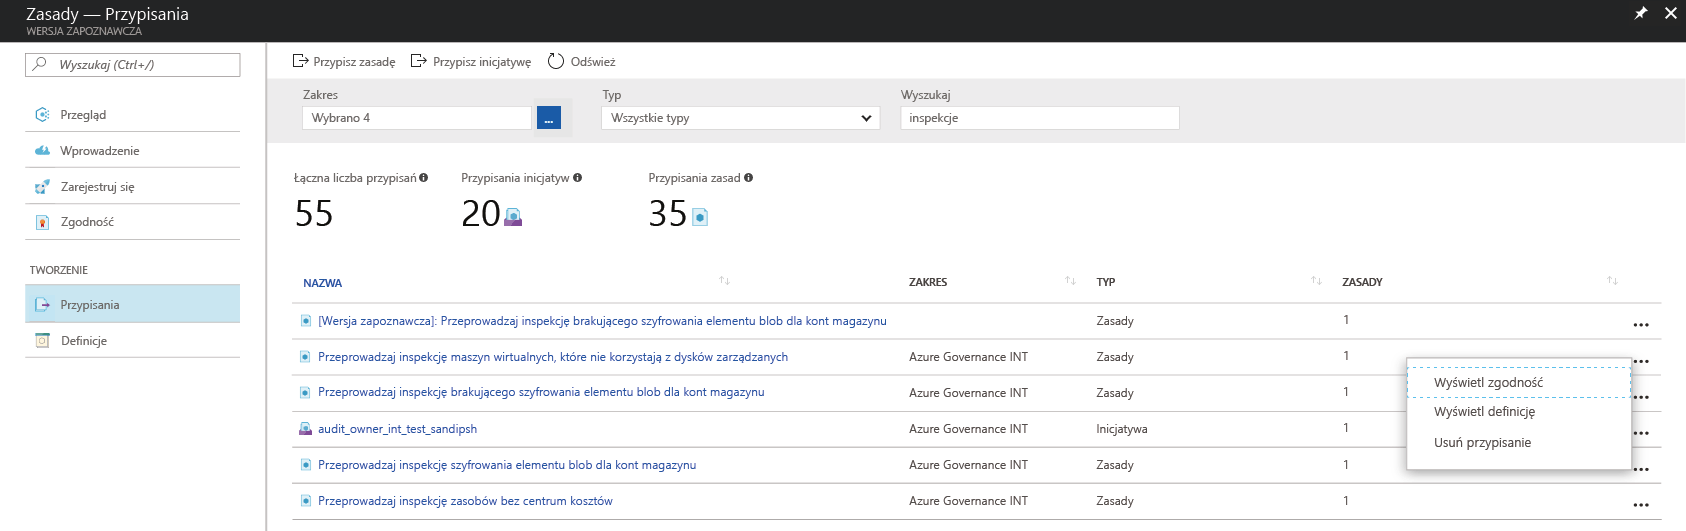 Zasady — Przypisania
WERSJA ZAPOZNAWCZA
Wyszukaj (Ctrl+/)
Przegląd
Wprowadzenie
Zarejestruj się
Zgodność
TWORZENIE
Przypisania
Definicje
Przypisz zasadę Przypisz inicjatywę Odśwież
Zakres Typ Wyszukaj
Wybrano 4 ... Wszystkie typy inspekcje
Łączna liczba przypisań Przypisania inicjatyw Przypisania zasad
55 20 35
NAZWA ZAKRES TYP ZASADY
[Wersja zapoznawcza]: Przeprowadzaj inspekcję brakującego szyfrowania elementu blob dla kont magazynu Zasady 1
Przeprowadzaj inspekcję maszyn wirtualnych, które nie korzystają z dysków zarządzanych Azure Governance INT Zasady 1
Przeprowadzaj inspekcję brakującego szyfrowania elementu blob dla kont magazynu Azure Governance INT Zasady 1
audit_owner_int_test_sandipsh Azure Governance INT Inicjatywa 1
Przeprowadzaj inspekcję szyfrowania elementu blob dla kont magazynu Azure Governance INT Zasady 1
Przeprowadzaj inspekcję zasobów bez centrum kosztów Azure Governance INT Zasady 1
Wyświetl zgodność
Wyświetl definicję
Usuń przypisanie